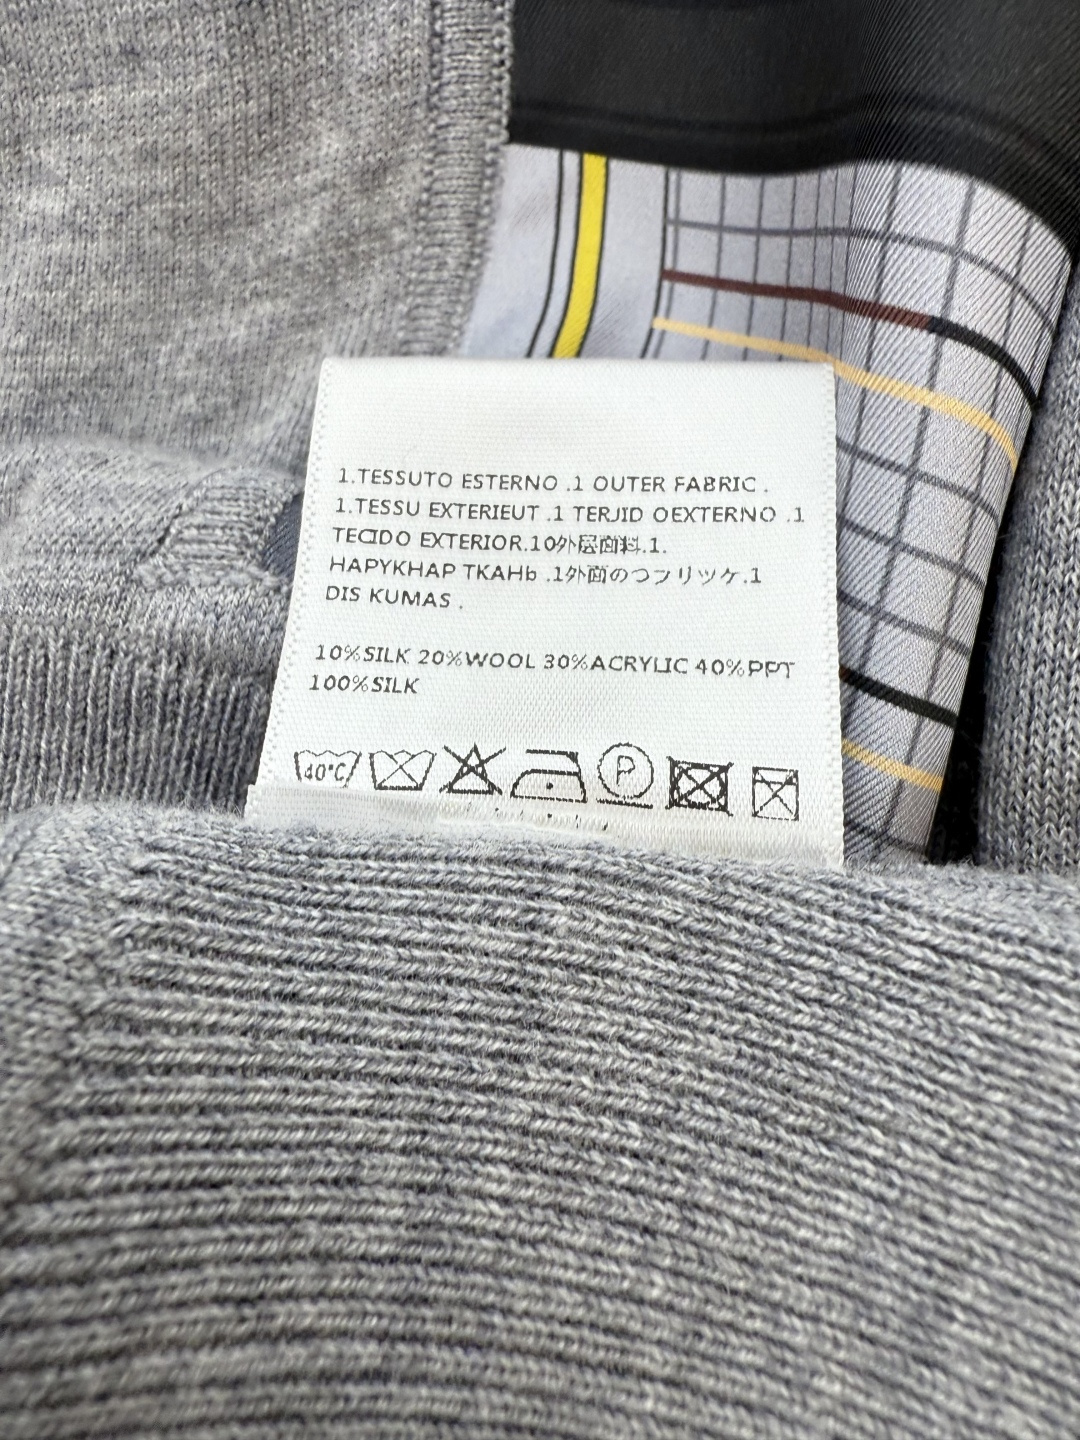 1.TESSUTO ESTERNO .1 OUTER FABRIC .
1.TESSU EXTERIEUT .1 TERJID OEXTERNO .1
TECIDO EXTERIOR.10外层面料.1.
HAPYKHAP TKAHb .1外面のつフリツケ.1
DIS KUMAS .
10%SILK 20%WOOL 30%ACRYLIC 40%PPT
100%SILK
40°C P